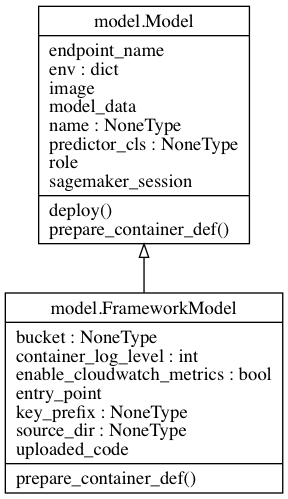 model.Model
endpoint_name
env : dict
image
model_data
name : NoneType
predictor_cls : NoneType
role
sagemaker_session
deploy()
prepare_container_def()
model.FrameworkModel
bucket : NoneType
container_log_level : int
enable_cloudwatch_metrics : bool
entry_point
key_prefix : NoneType
source_dir : NoneType
uploaded_code
prepare_container_def()